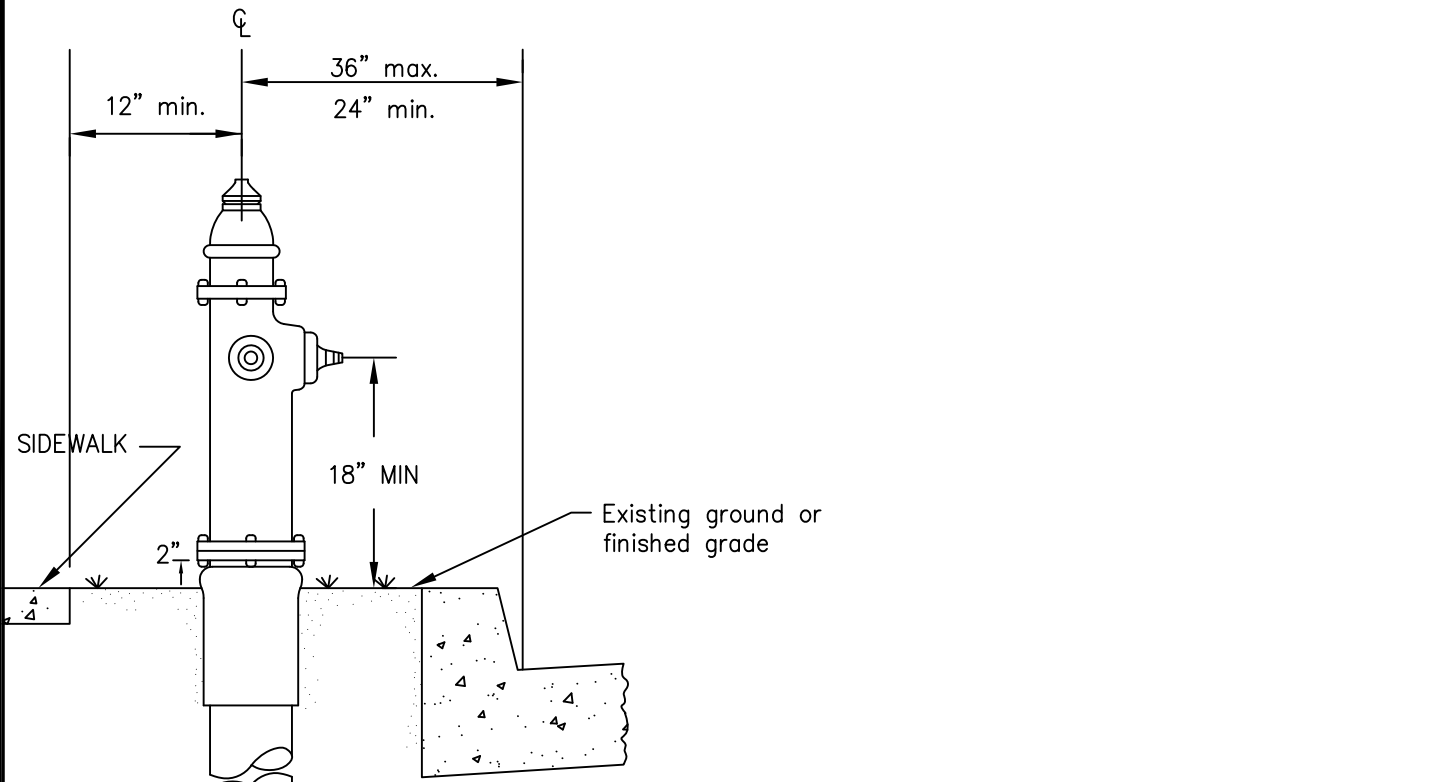 ℄
36” max.
12” min.
24” min.
SIDEWALK
18” MIN
Existing ground or
finished grade
2”